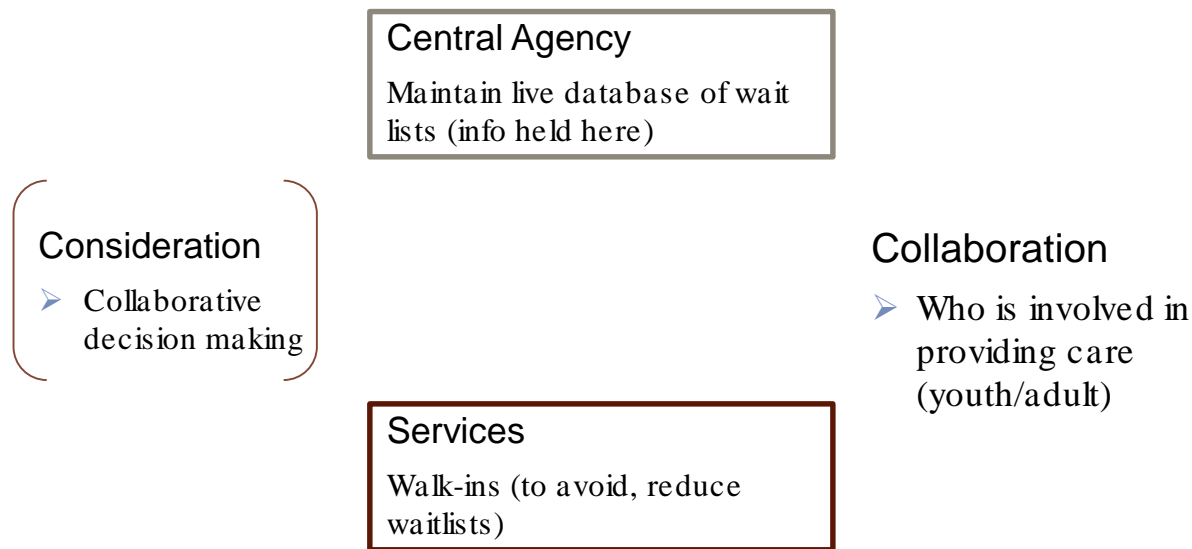 Central Agency
Maintain live database of wait
lists (info held here)
Consideration
➢ Collaborative
decision making
Collaboration
➢ Who is involved in
providing care
(youth/adult)
Services
Walk-ins (to avoid, reduce
waitlists)